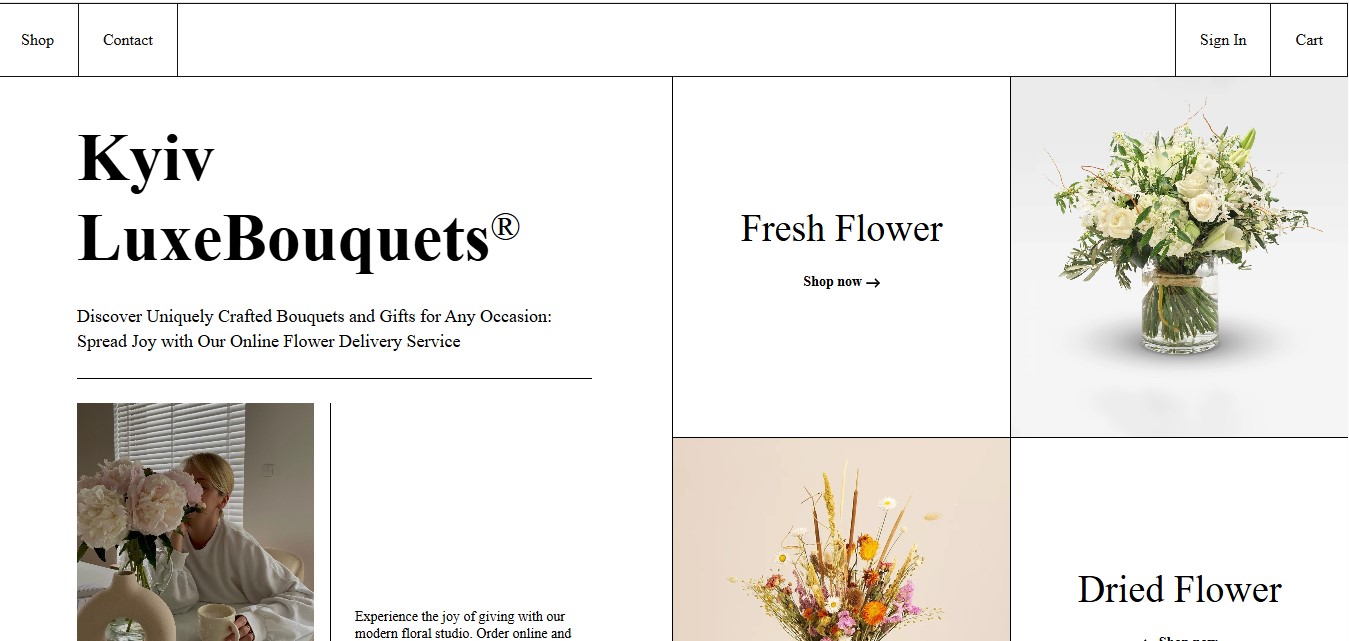 Shop
Contact
Sign In
Cart
Kyiv
LuxeBouquets®
Discover Uniquely Crafted Bouquets and Gifts for Any Occasion:
Spread Joy with Our Online Flower Delivery Service
Experience the joy of giving with our
modern floral studio. Order online and
Fresh Flower
Shop now →
Dried Flower
Shop now